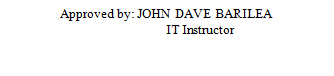 Approved by: JOHN DAVE BARILEA
IT Instructor